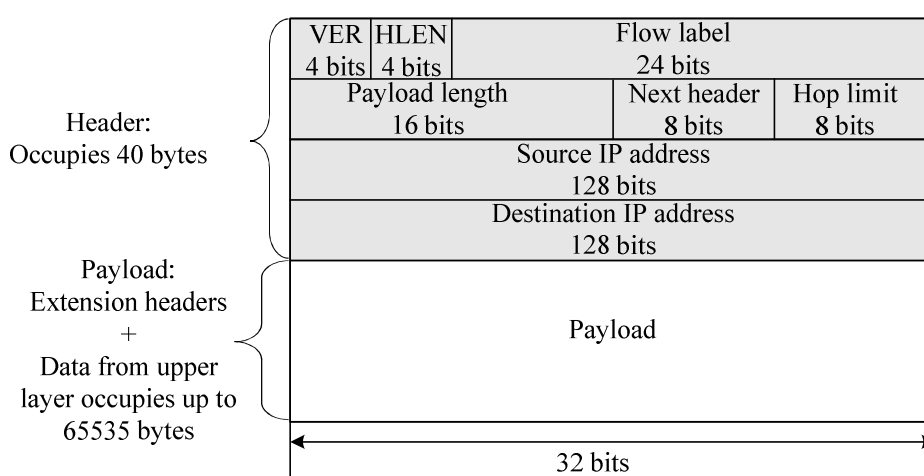 VER
4 bits
HLEN
4 bits
Flow label
24 bits
Payload length
16 bits
Next header
8 bits
Hop limit
8 bits
Header:
Occupies 40 bytes
Source IP address
128 bits
Destination IP address
128 bits
Payload:
Extension headers
+
Data from upper
layer occupies up to
65535 bytes
Payload
32 bits